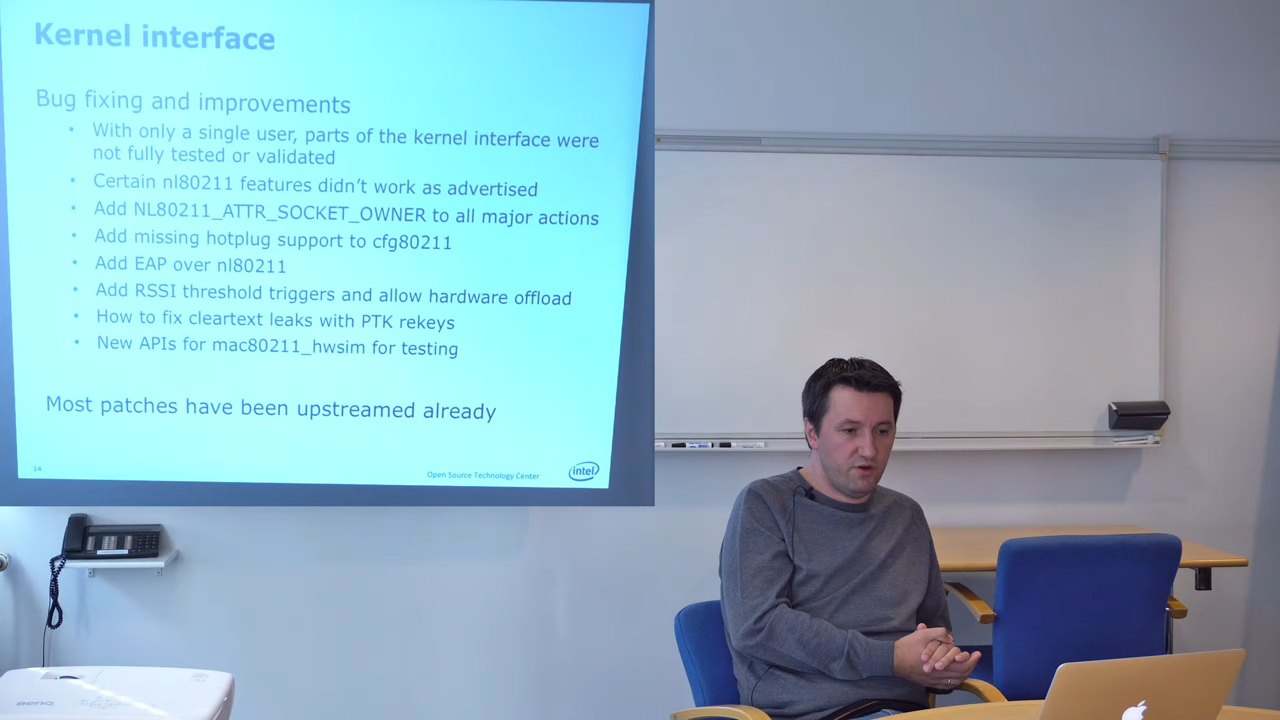 Kernel interface
Bug fixing and improvements
• With only a single user, parts of the kernel interface were
not fully tested or validated
• Certain nl80211 features didn't work as advertised
• Add NL80211_ATTR_SOCKET_OWNER to all major actions
• Add missing hotplug support to cfg80211
• Add EAP over nl80211
• Add RSSI threshold triggers and allow hardware offload
• How to fix cleartext leaks with PTK rekeys
• New APIs for mac80211_hwsim for testing
Most patches have been upstreamed already
14
Open Source Technology Center
intel
BenQ